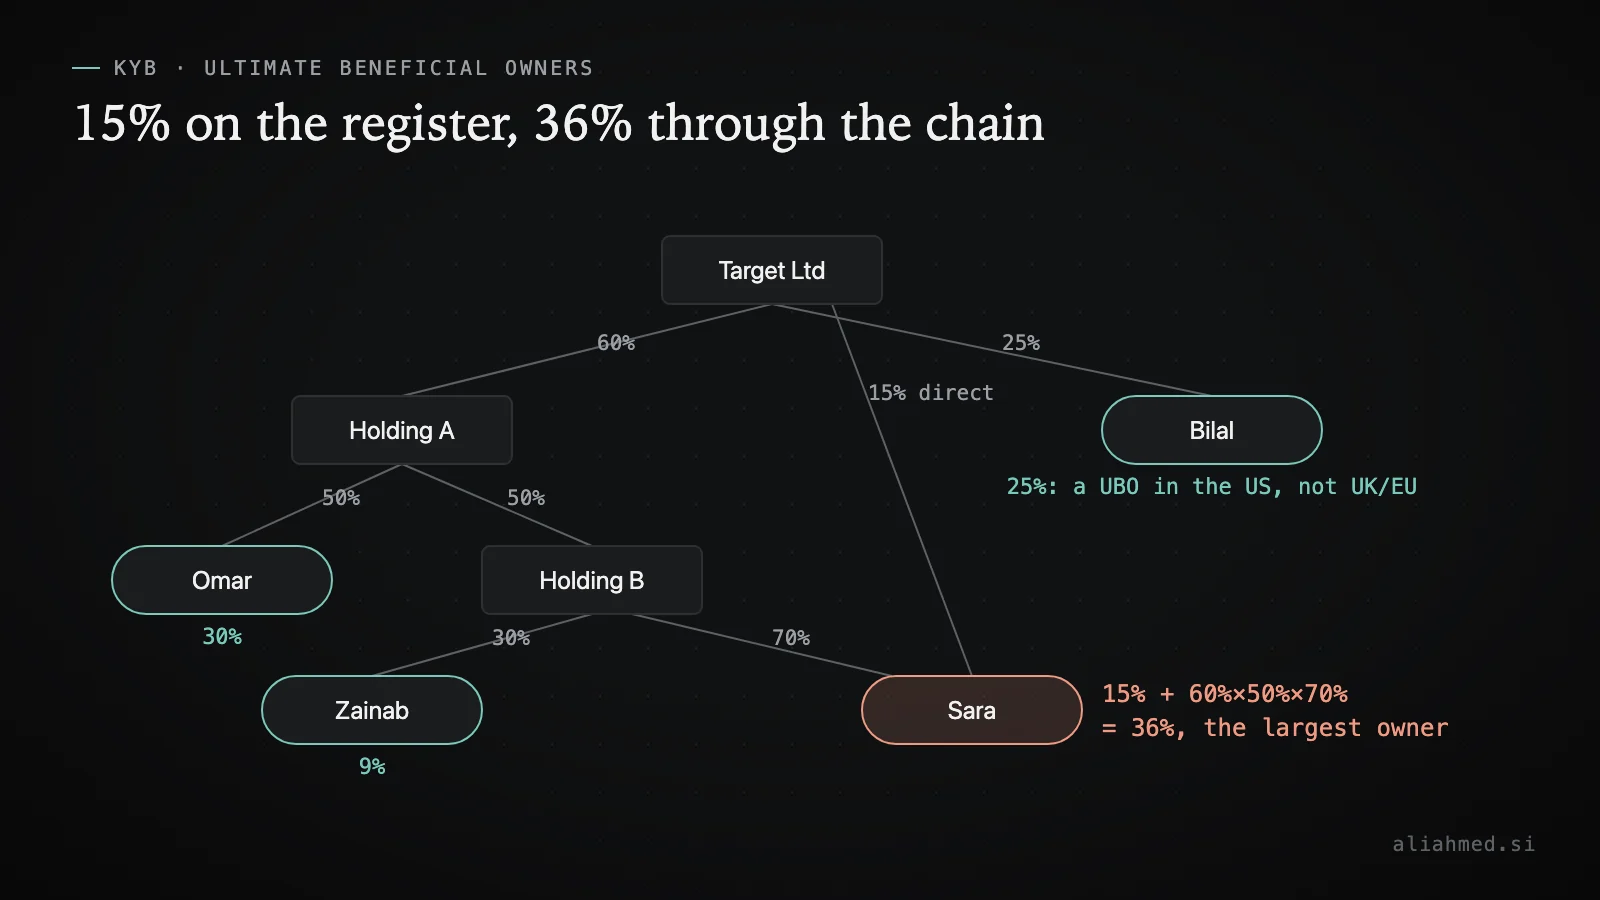 KYB · ULTIMATE BENEFICIAL OWNERS
15% on the register, 36% through the chain
Target Ltd
60%
25%
15% direct
Holding A
Bilal
25%: a UBO in the US, not UK/EU
50%
50%
Omar
Holding B
30%
30%
70%
Zainab
Sara
15% + 60%×50%×70%
= 36%, the largest owner
9%
aliahmed.si